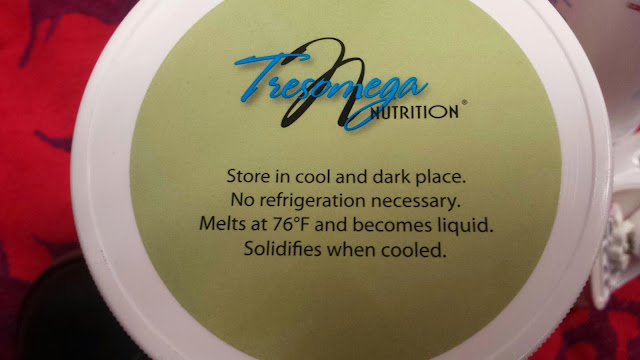 Tresomega
n
NUTRITION®
Store in cool and dark place.
No refrigeration necessary.
Melts at 76°F and becomes liquid.
Solidifies when cooled.